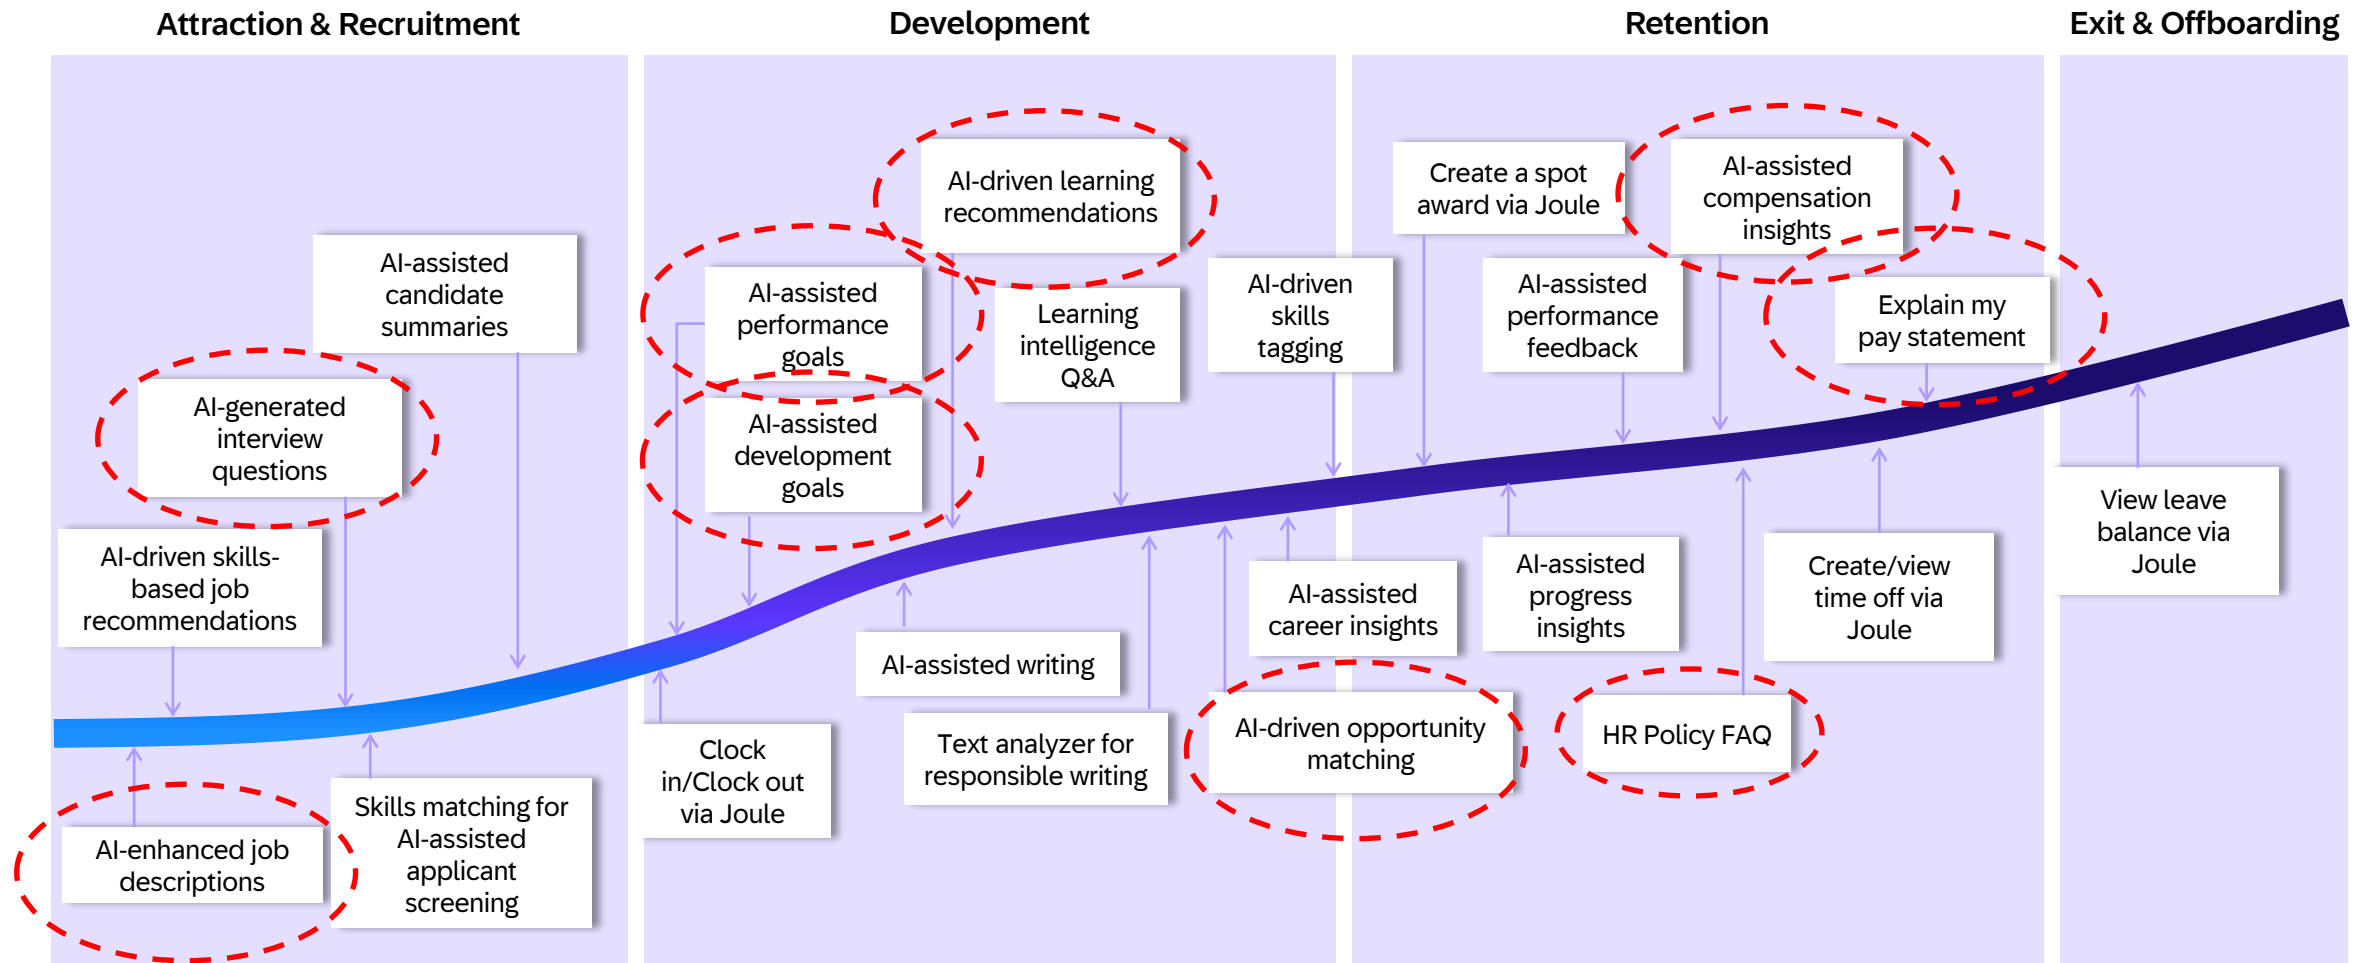 Attraction & Recruitment
Development
Retention
Exit & Offboarding
AI-assisted
candidate
summaries
AI-generated
interview
questions
AI-driven skills-
based job
recommendations
AI-enhanced job
descriptions
Skills matching for
AI-assisted
applicant
screening
AI-driven learning
recommendations
AI-assisted
performance
goals
AI-assisted
development
goals
Learning
intelligence
Q&A
AI-driven
skills
tagging
Clock
in/Clock out
via Joule
AI-assisted writing
Text analyzer for
responsible writing
AI-assisted
career insights
AI-driven opportunity
matching
Create a spot
award via Joule
AI-assisted
compensation
insights
AI-assisted
performance
feedback
Explain my
pay statement
AI-assisted
progress
insights
HR Policy FAQ
Create/view
time off via
Joule
View leave
balance via
Joule